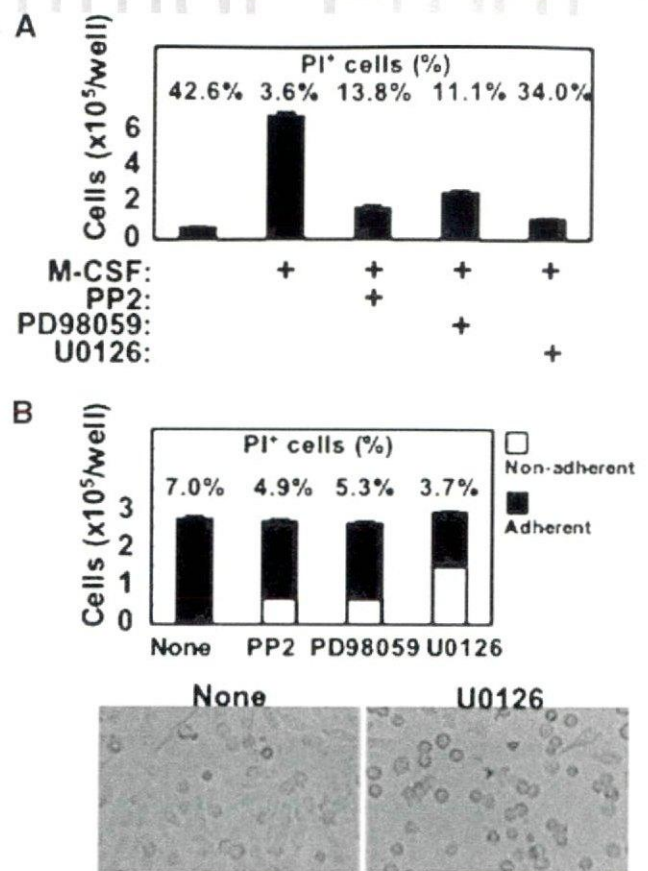 A
PI⁺ cells (%)
42.6% 3.6% 13.8% 11.1% 34.0%
Cells (x10⁵/well)
6
4
2
0
M-CSF: + + + +
PP2: +
PD98059: +
U0126: +
B
PI⁺ cells (%)
7.0% 4.9% 5.3% 3.7%
Cells (x10⁵/well)
3
2
1
0
Non-adherent
Adherent
None PP2 PD98059 U0126
None U0126